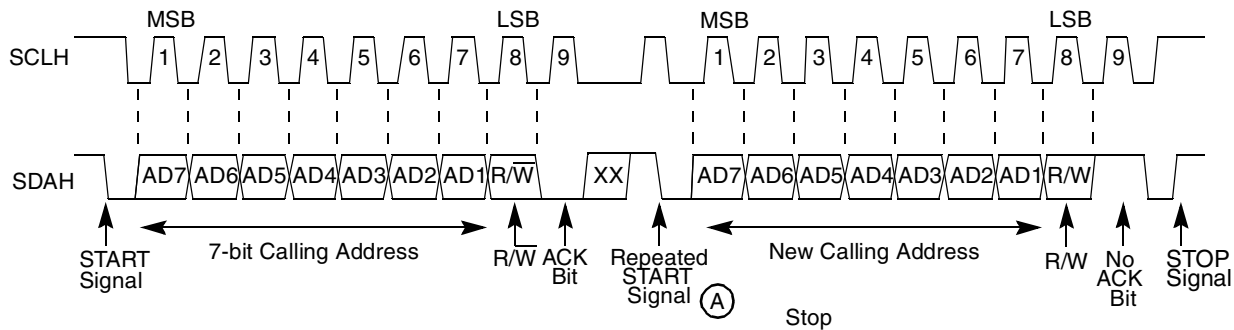 MSB LSB MSB LSB
SCLH 1 2 3 4 5 6 7 8 9 1 2 3 4 5 6 7 8 9
SDAH AD7 AD6 AD5 AD4 AD3 AD2 AD1 R/W XX AD7 AD6 AD5 AD4 AD3 AD2 AD1 R/W
START
Signal
7-bit Calling Address
R/W
ACK
Bit
Repeated
START
Signal
A
New Calling Address
R/W
No
ACK
Bit
STOP
Signal
Stop